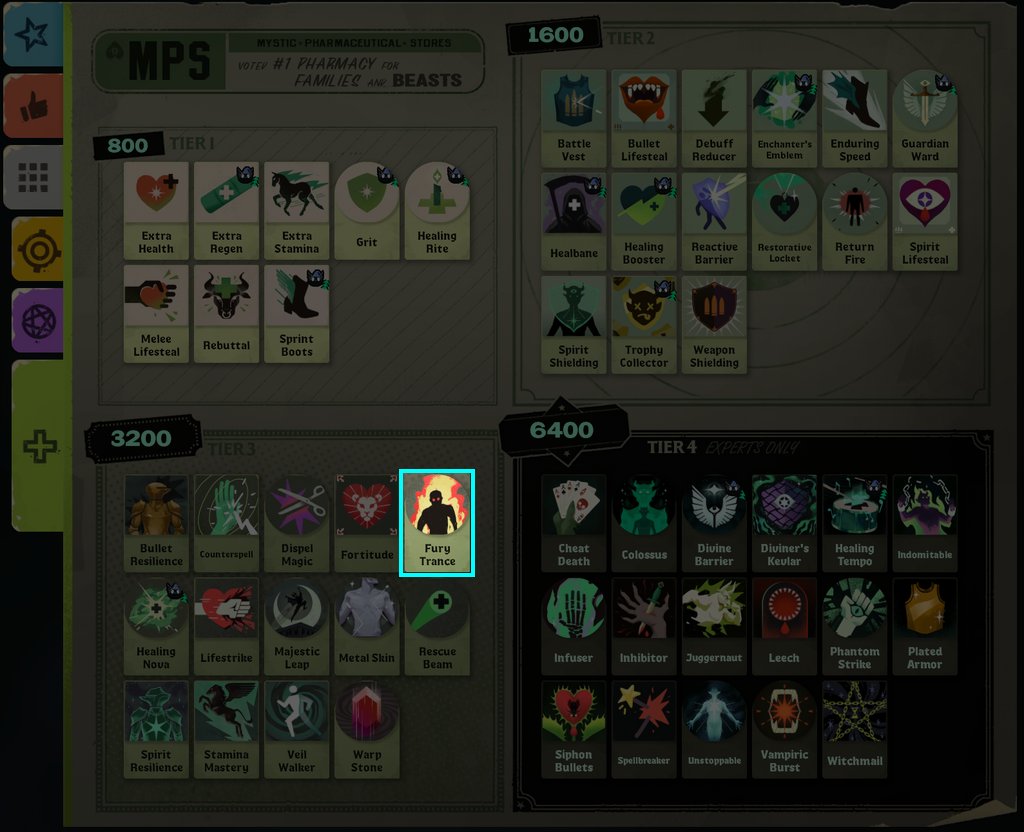 MPS
MYSTIC • PHARMACEUTICAL • STORES
VOTED #1 PHARMACY FOR
FAMILIES AND BEASTS
800 TIER 1
Extra Health
Extra Regen
Extra Stamina
Grit
Healing Rite
Melee Lifesteal
Rebuttal
Sprint Boots
1600 TIER 2
Battle Vest
Bullet Lifesteal
Debuff Reducer
Enchanter's Emblem
Enduring Speed
Guardian Ward
Healbane
Healing Booster
Reactive Barrier
Restorative Locket
Return Fire
Spirit Lifesteal
Spirit Shielding
Trophy Collector
Weapon Shielding
3200 TIER 3
Bullet Resilience
Counterspell
Dispel Magic
Fortitude
Fury Trance
Healing Nova
Lifestrike
Majestic Leap
Metal Skin
Rescue Beam
Spirit Resilience
Stamina Mastery
Veil Walker
Warp Stone
6400 TIER 4 EXPERTS ONLY
Cheat Death
Colossus
Divine Barrier
Diviner's Kevlar
Healing Tempo
Indomitable
Infuser
Inhibitor
Juggernaut
Leech
Phantom Strike
Plated Armor
Siphon Bullets
Spellbreaker
Unstoppable
Vampiric Burst
Witchmail